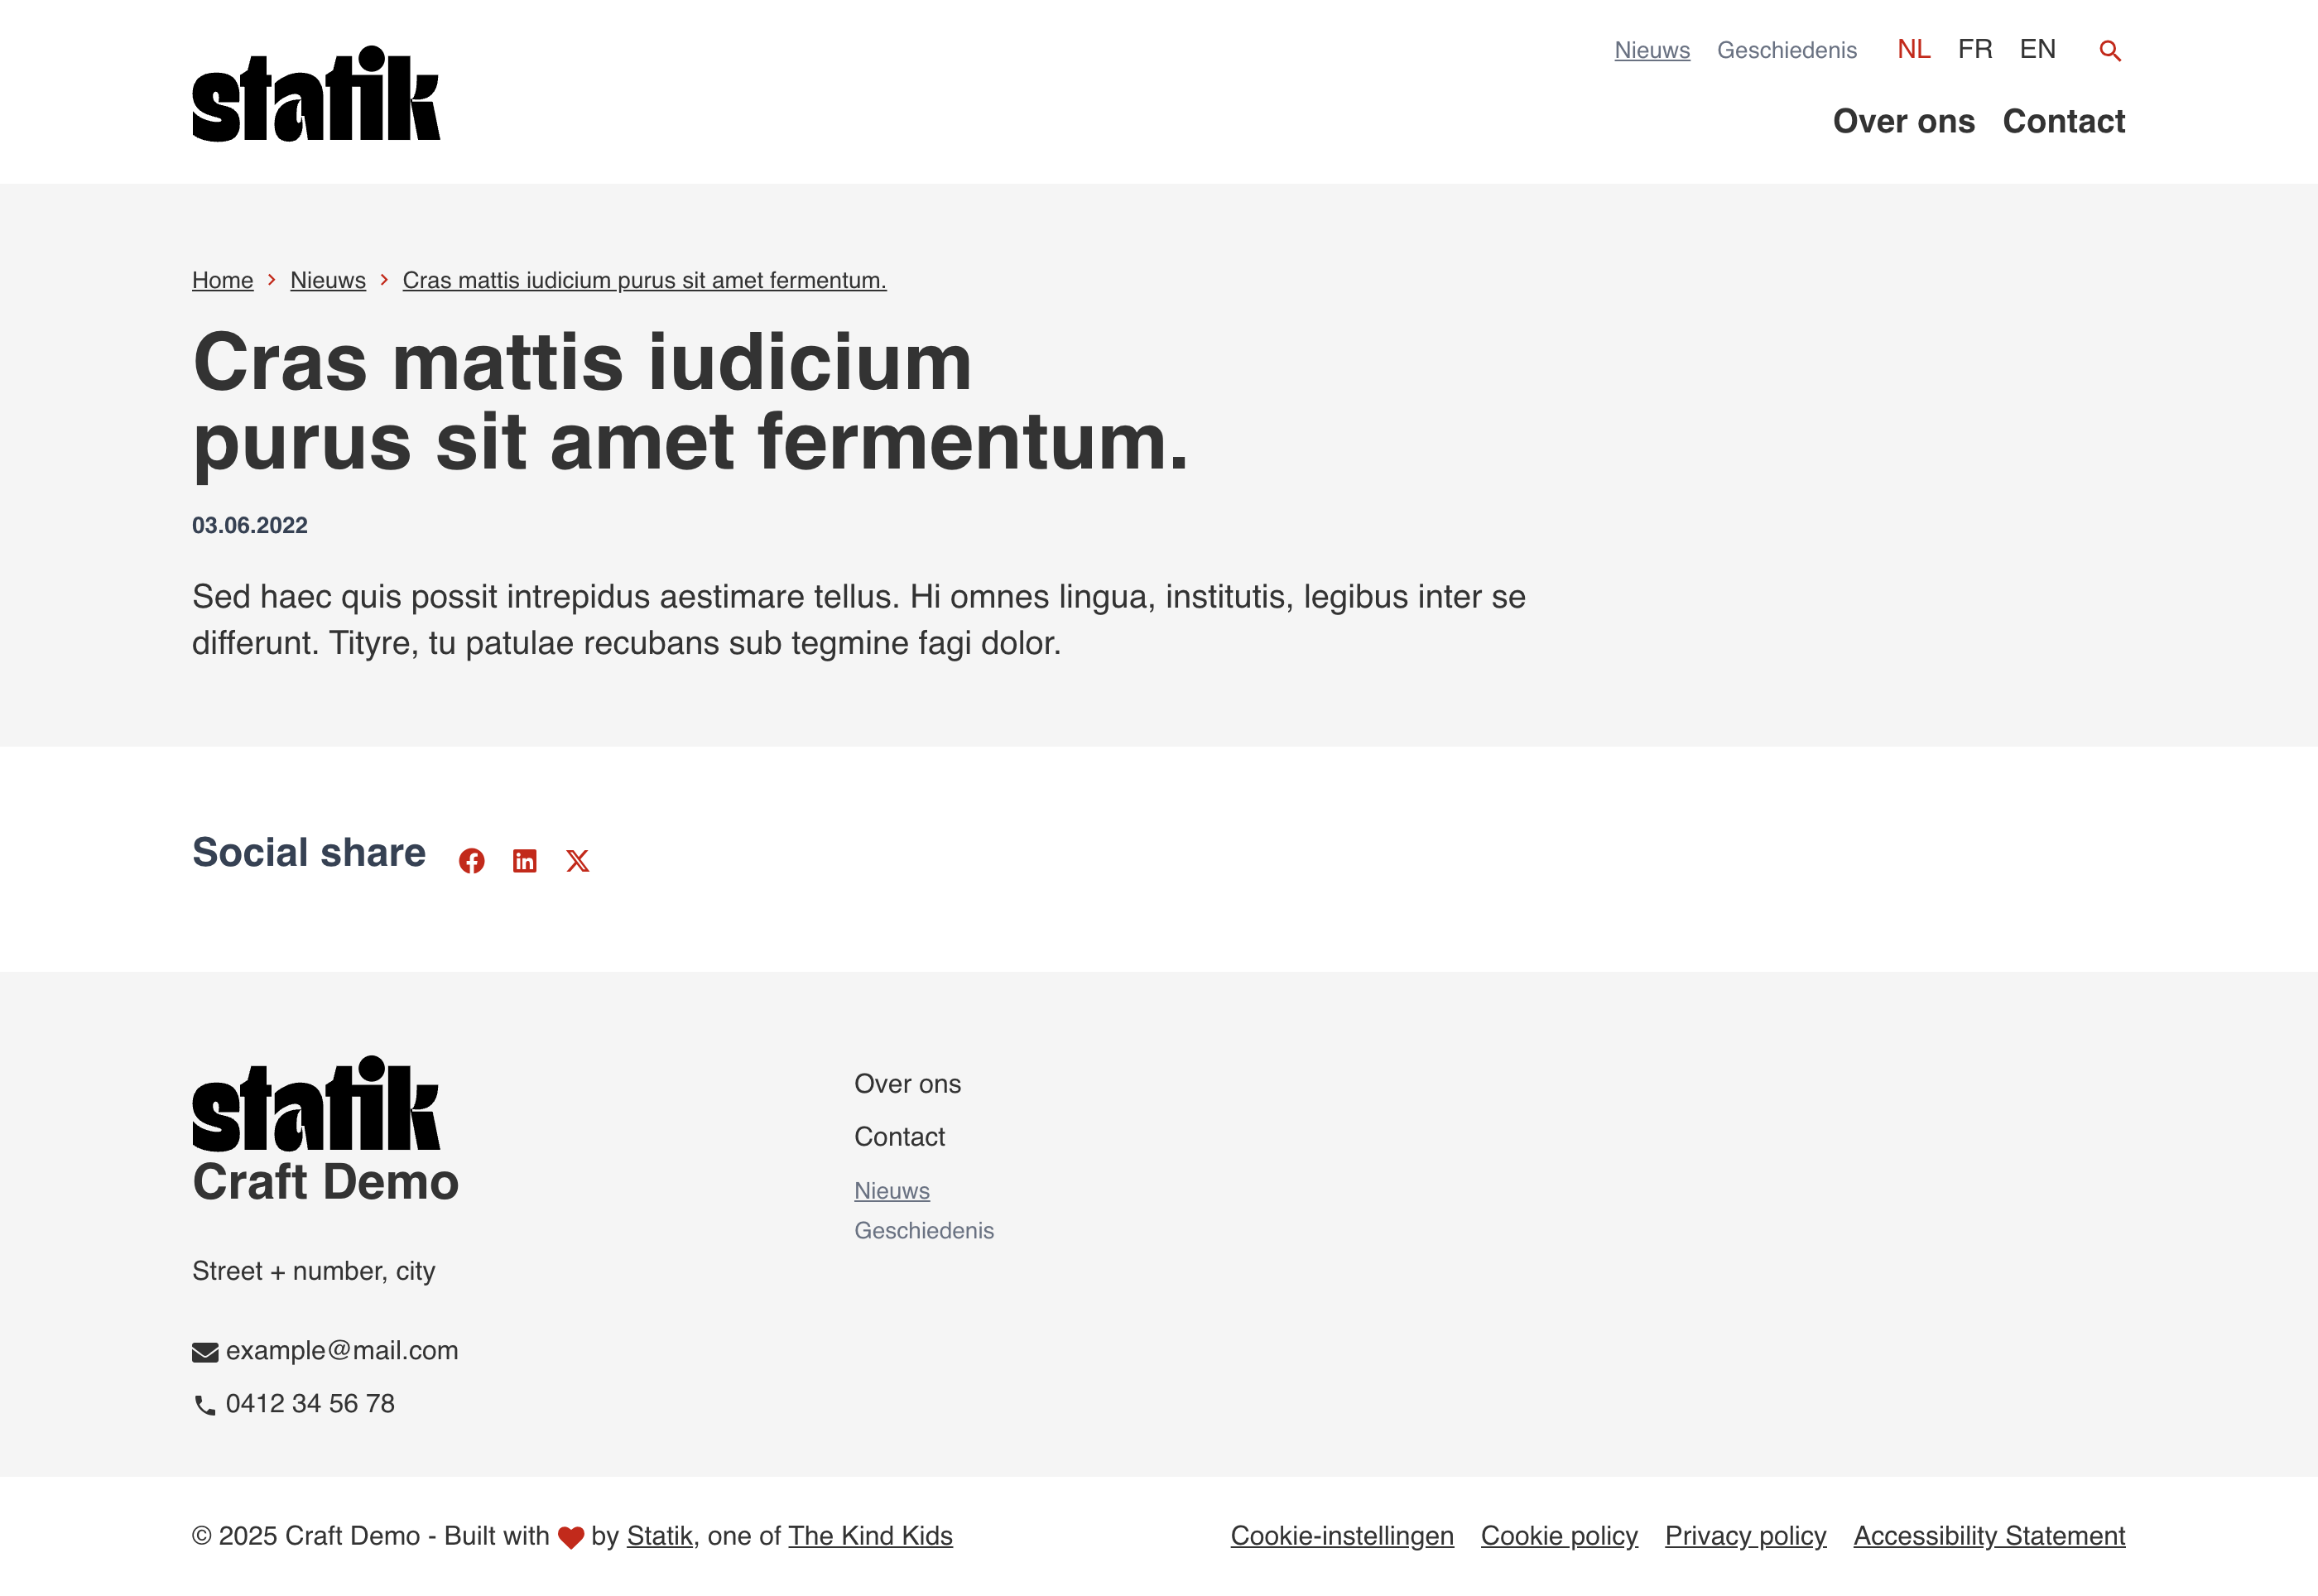 statik
Nieuws Geschiedenis NL FR EN
Over ons Contact
Home Nieuws Cras mattis iudicium purus sit amet fermentum.
Cras mattis iudicium
purus sit amet fermentum.
03.06.2022
Sed haec quis possit intrepidus aestimare tellus. Hi omnes lingua, institutis, legibus inter se
differunt. Tityre, tu patulae recubans sub tegmine fagi dolor.
Social share
statik
Craft Demo
Street + number, city
example@mail.com
0412 34 56 78
Over ons
Contact
Nieuws
Geschiedenis
© 2025 Craft Demo - Built with by Statik, one of The Kind Kids
Cookie-instellingen Cookie policy Privacy policy Accessibility Statement